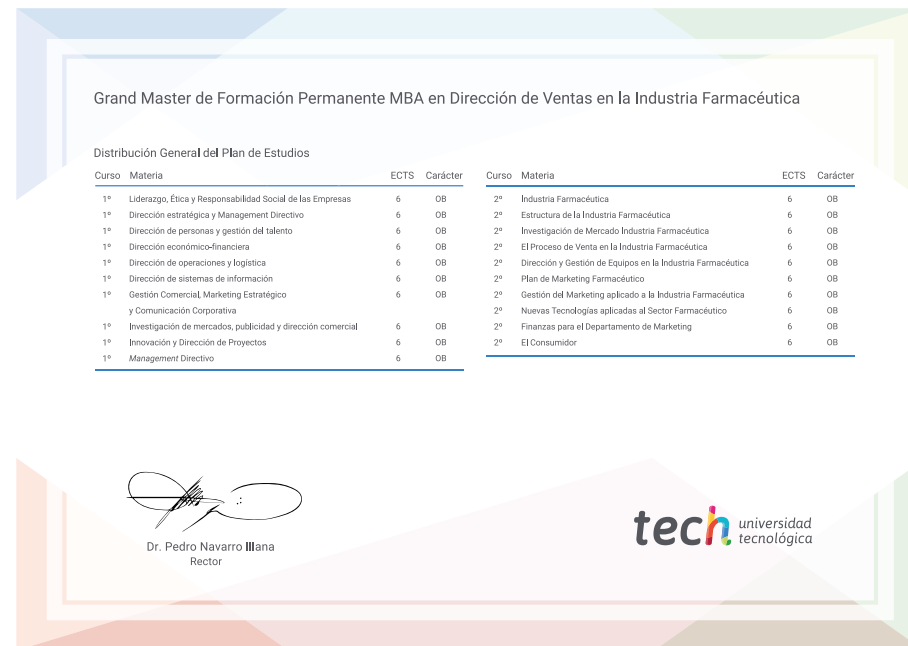 Grand Master de Formación Permanente MBA en Dirección de Ventas en la Industria Farmacéutica
Distribución General del Plan de Estudios
Curso Materia ECTS Carácter
1º Liderazgo, Ética y Responsabilidad Social de las Empresas 6 OB
1º Dirección estratégica y Management Directivo 6 OB
1º Dirección de personas y gestión del talento 6 OB
1º Dirección económico-financiera 6 OB
1º Dirección de operaciones y logística 6 OB
1º Dirección de sistemas de información 6 OB
1º Gestión Comercial, Marketing Estratégico 6 OB
y Comunicación Corporativa
1º Investigación de mercados, publicidad y dirección comercial 6 OB
1º Innovación y Dirección de Proyectos 6 OB
1º Management Directivo 6 OB
Curso Materia ECTS Carácter
2º Industria Farmacéutica 6 OB
2º Estructura de la Industria Farmacéutica 6 OB
2º Investigación de Mercado Industria Farmacéutica 6 OB
2º El Proceso de Venta en la Industria Farmacéutica 6 OB
2º Dirección y Gestión de Equipos en la Industria Farmacéutica 6 OB
2º Plan de Marketing Farmacéutico 6 OB
2º Gestión del Marketing aplicado a la Industria Farmacéutica 6 OB
2º Nuevas Tecnologías aplicadas al Sector Farmacéutico 6 OB
2º Finanzas para el Departamento de Marketing 6 OB
2º El Consumidor 6 OB
Dr. Pedro Navarro Illana
Rector
tech universidad
tecnológica